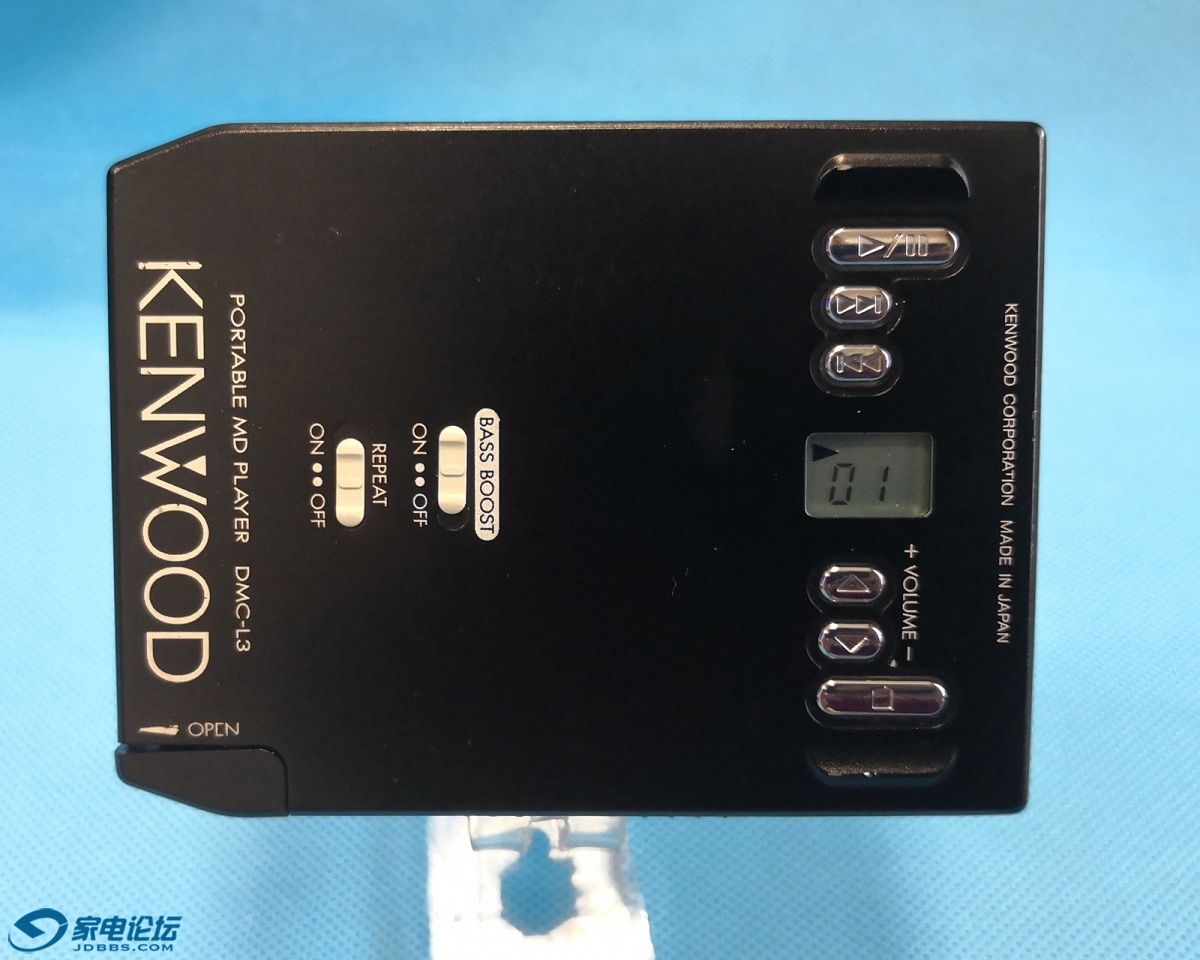 KENWOOD CORPORATION MADE IN JAPAN
+ VOLUME −
01
BASS BOOST
ON •• OFF
REPEAT
ON •• OFF
PORTABLE MD PLAYER DMC-L3
KENWOOD
OPEN
家电论坛
JDBBS.COM